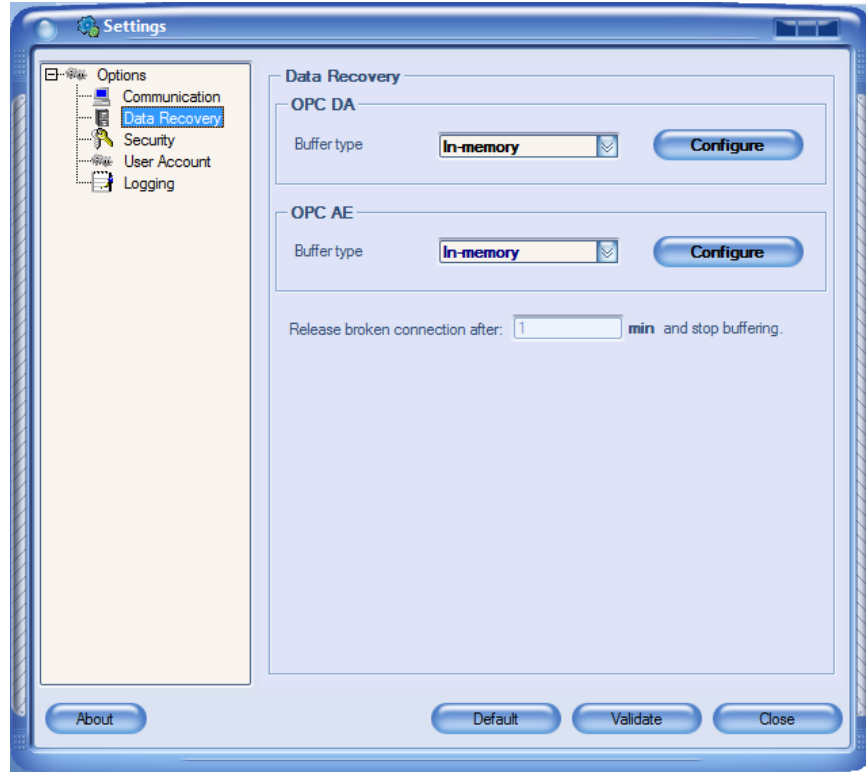 Settings
Options
Communication
Data Recovery
Security
User Account
Logging
Data Recovery
OPC DA
Buffer type In-memory Configure
OPC AE
Buffer type In-memory Configure
Release broken connection after: 1 min and stop buffering.
About Default Validate Close